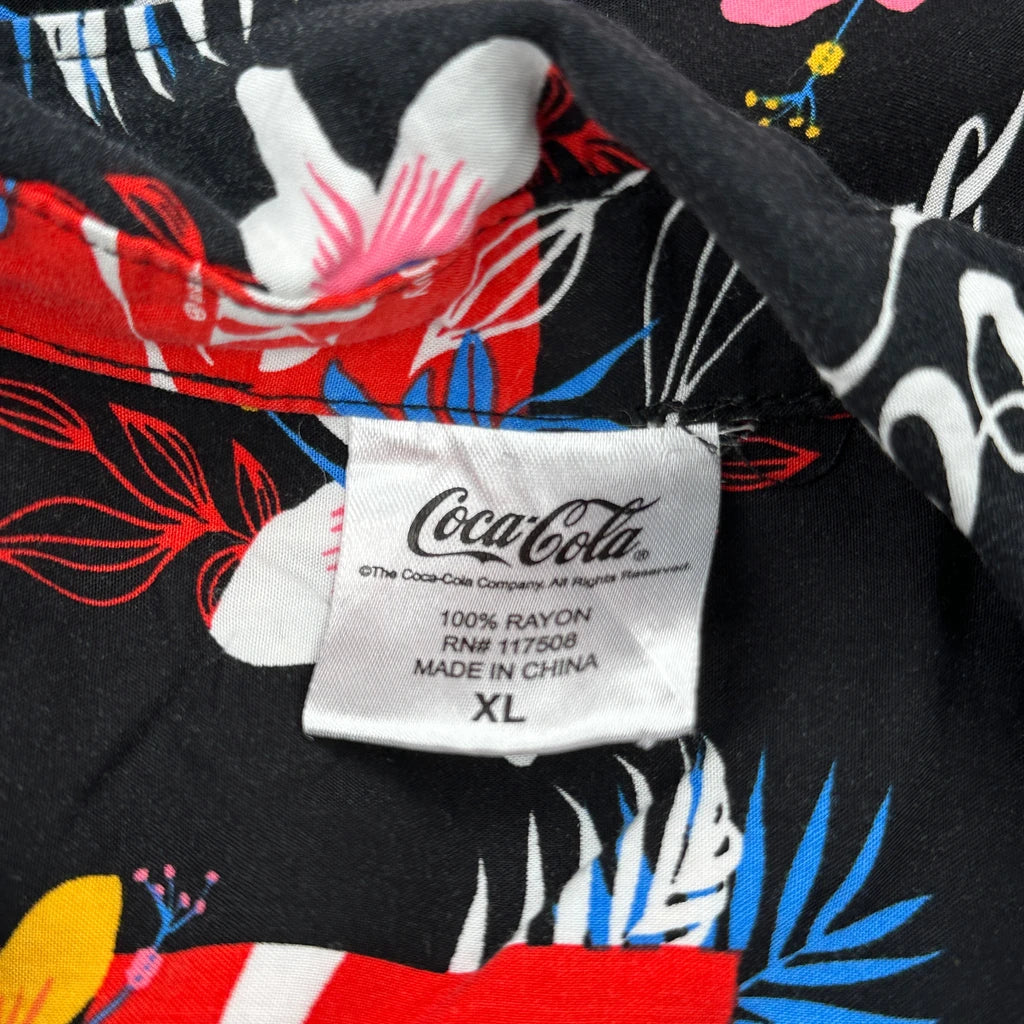 Coca-Cola®
©The Coca-Cola Company. All Rights Reserved.
100% RAYON
RN# 117508
MADE IN CHINA
XL